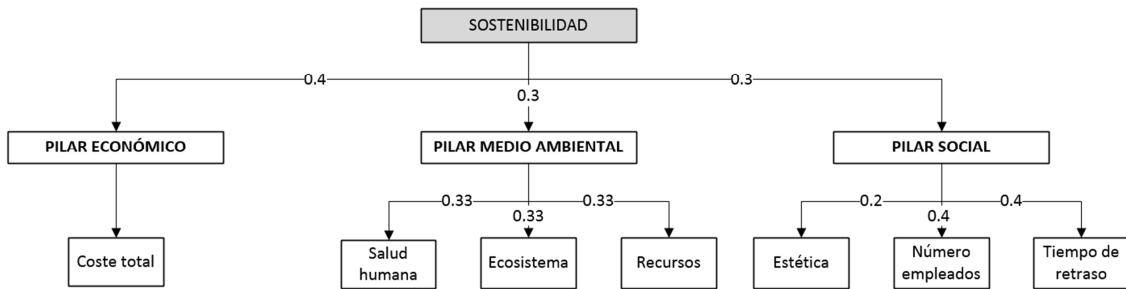 SOSTENIBILIDAD
0.4
0.3
0.3
PILAR ECONÓMICO
PILAR MEDIO AMBIENTAL
PILAR SOCIAL
0.33
0.33
0.33
0.2
0.4
0.4
Coste total
Salud
humana
Ecosistema
Recursos
Estética
Número
empleados
Tiempo de
retraso